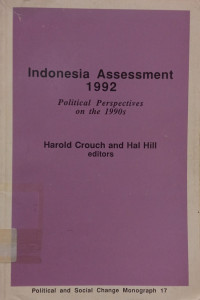 Indonesia Assessment
1992
Political Perspectives
on the 1990s
Harold Crouch and Hal Hill
editors
Political and Social Change Monograph 17